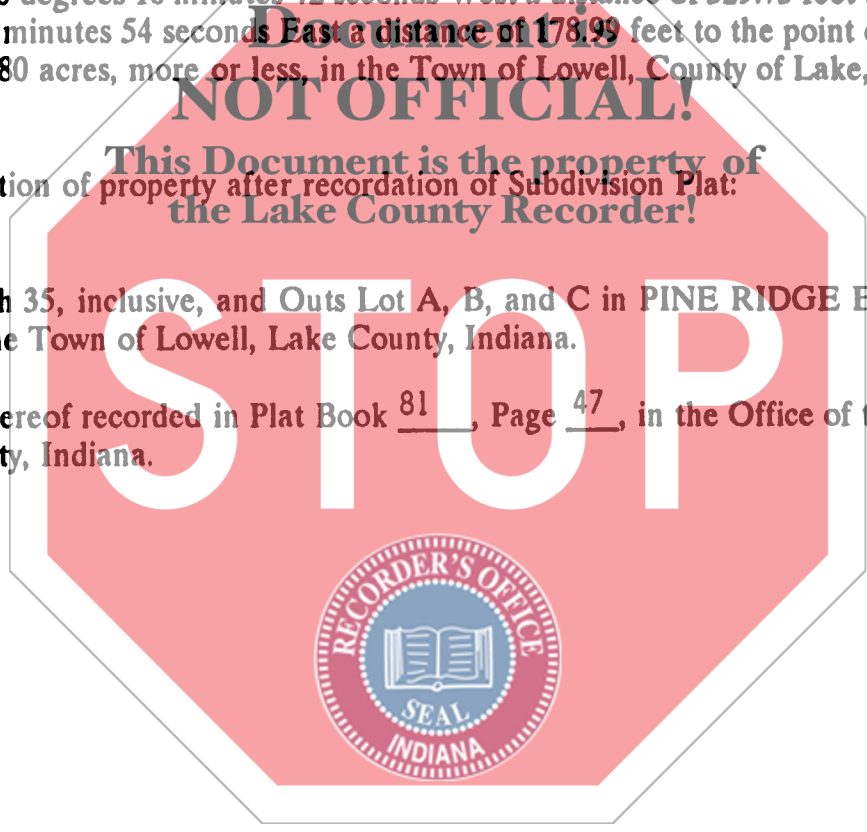 Document is
minutes 54 seconds East a distance of 178.99 feet to the point
80 acres, more or less, in the Town of Lowell, County of Lake,
NOT OFFICIAL!
This Document is the property of
tion of property after recordation of Subdivision Plat:
the Lake County Recorder!
h 35, inclusive, and Outs Lot A, B, and C in PINE RIDGE E
e Town of Lowell, Lake County, Indiana.
ereof recorded in Plat Book 81, Page 47, in the Office of t
ty, Indiana.
STOP
RECORDER'S OFFICE
SEAL
INDIANA